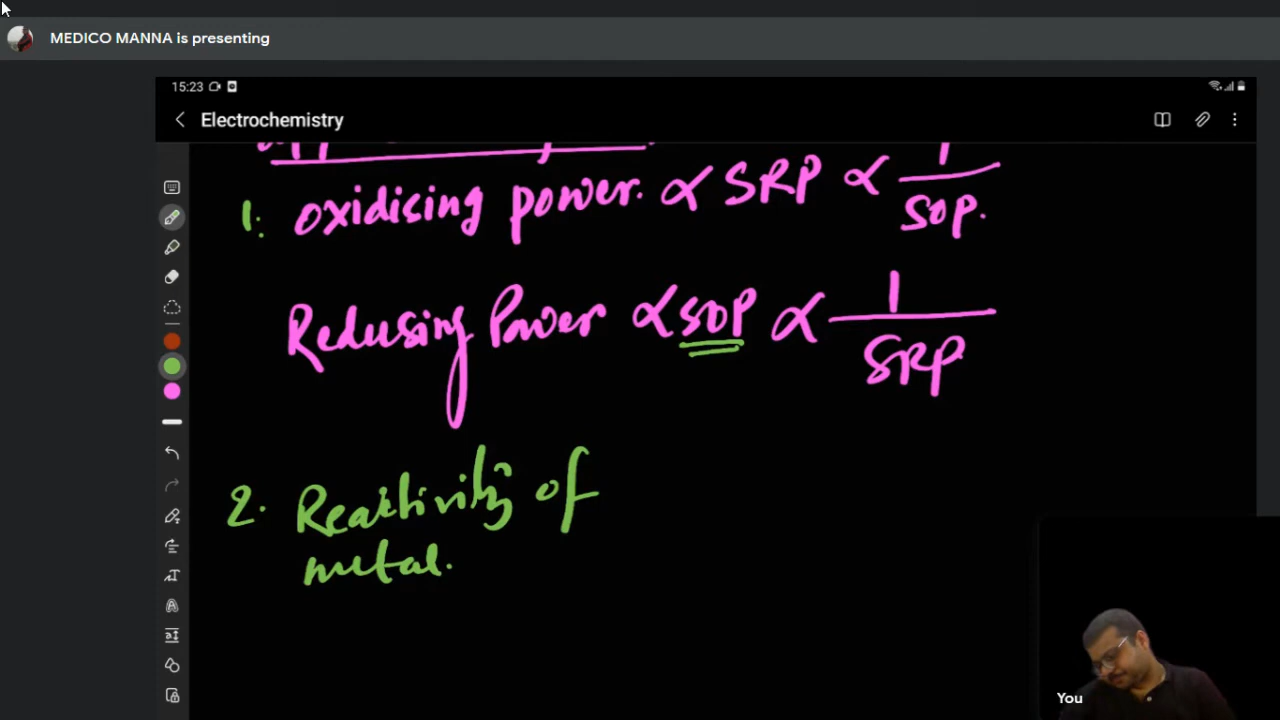 MEDICO MANNA is presenting
15:23
Electrochemistry
1. oxidising power. ∝ SRP ∝ 1/SOP.
Redusing Power ∝ SOP ∝ 1/SRP
2. Reactivity of
metal.
You